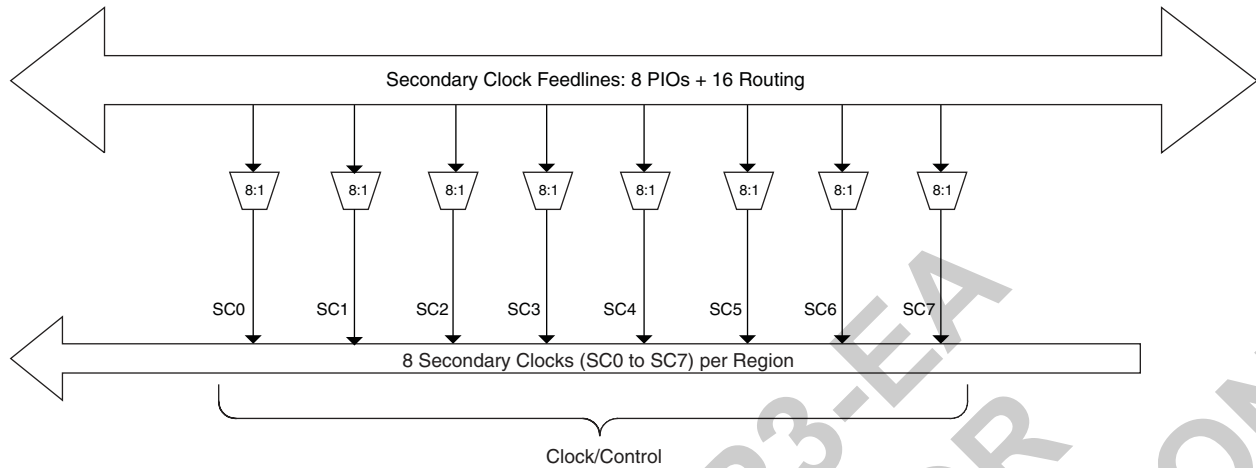 Secondary Clock Feedlines: 8 PIOs + 16 Routing
8:1 8:1 8:1 8:1 8:1 8:1 8:1 8:1
SC0 SC1 SC2 SC3 SC4 SC5 SC6 SC7
8 Secondary Clocks (SC0 to SC7) per Region
Clock/Control